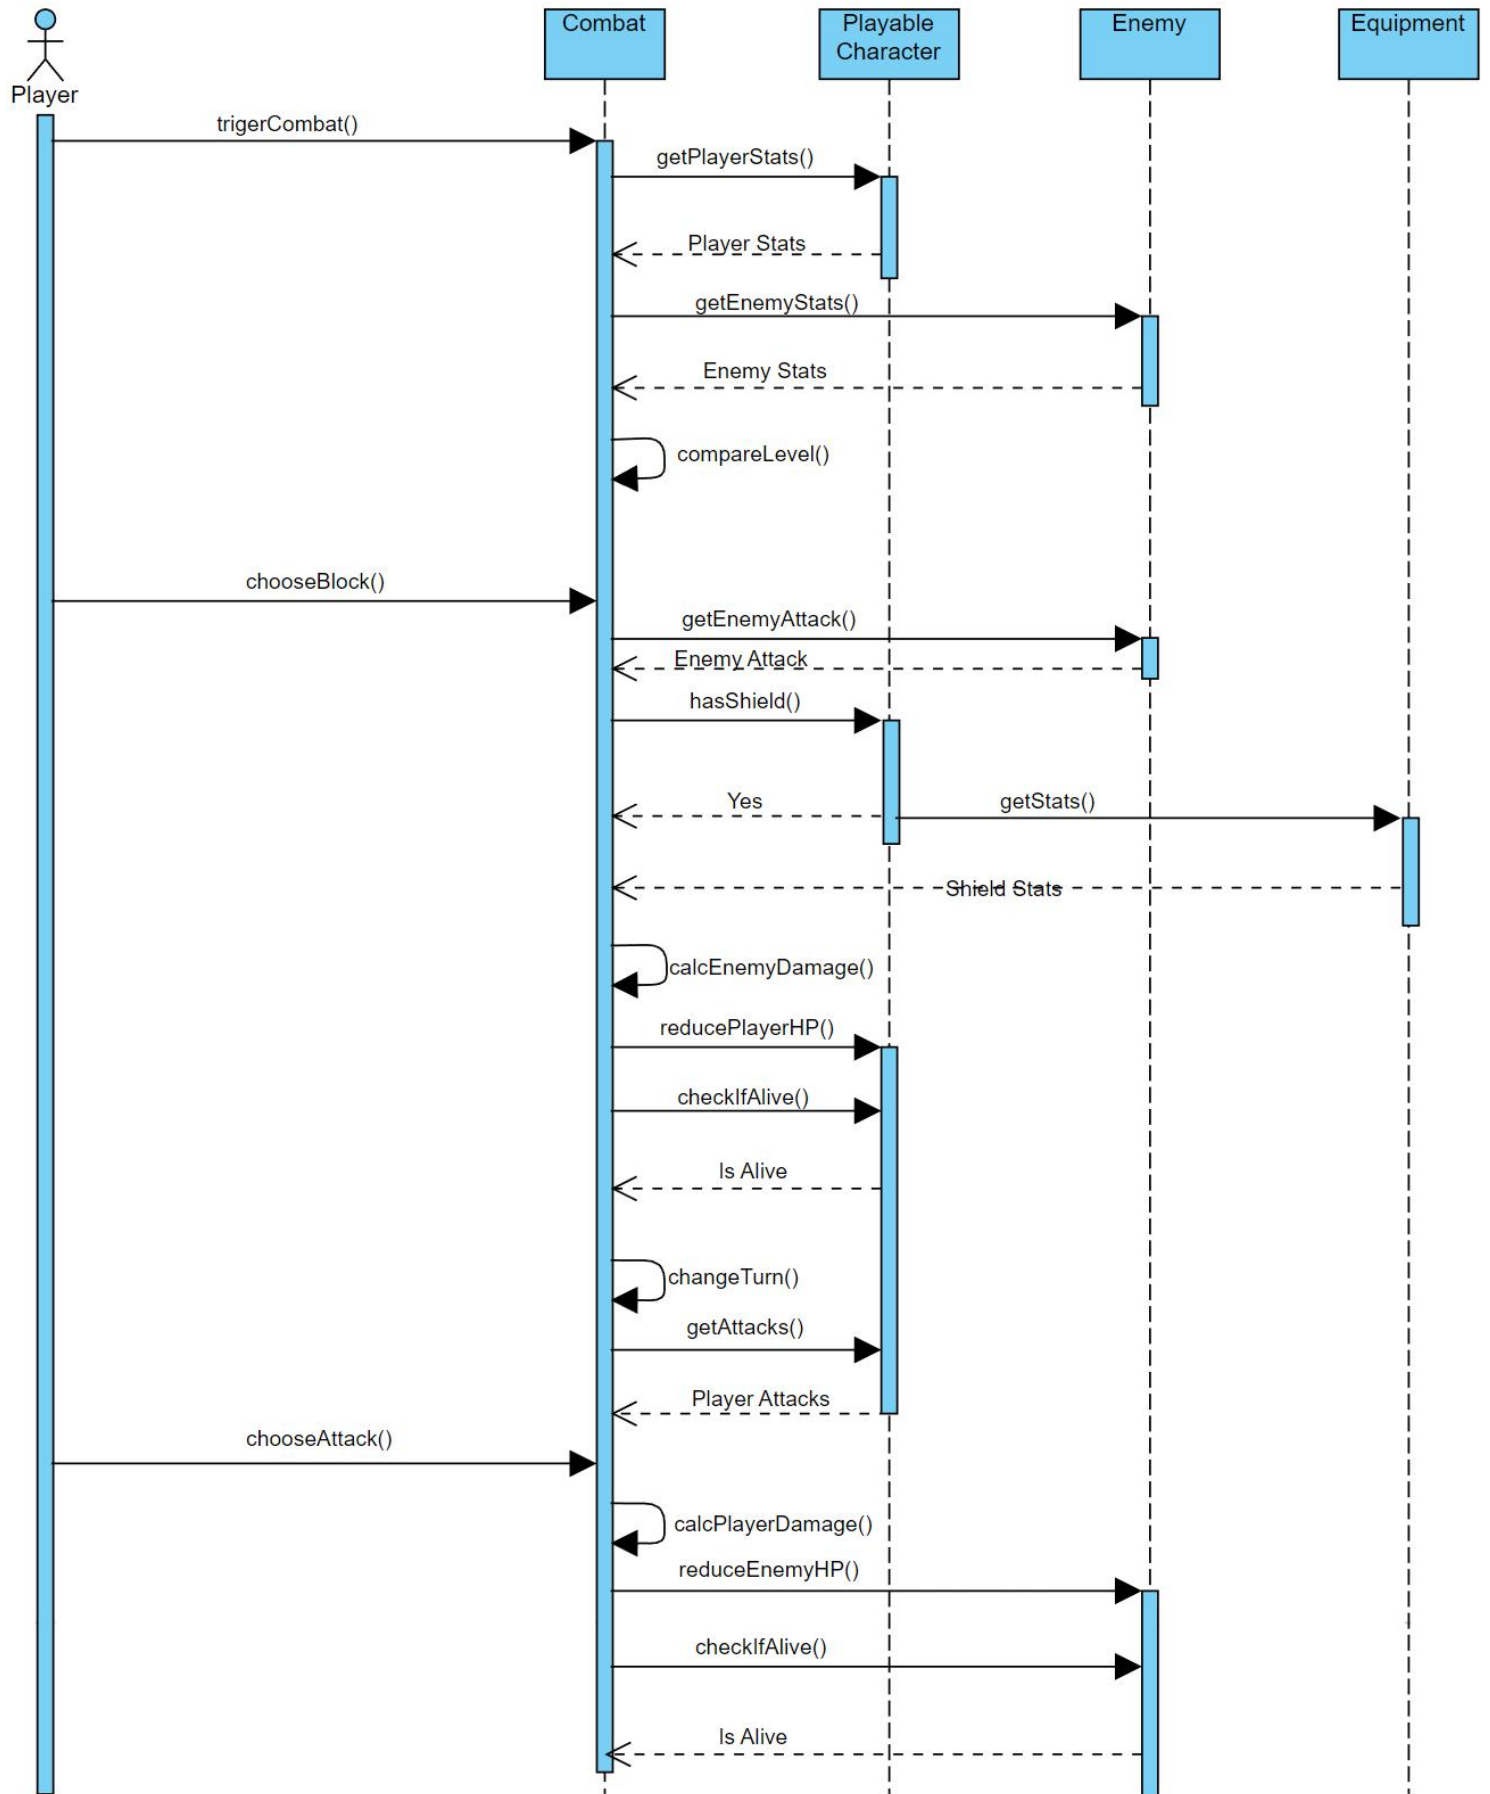 Combat
Playable
Character
Enemy
Equipment
Player
trigerCombat()
getPlayerStats()
Player Stats
getEnemyStats()
Enemy Stats
compareLevel()
chooseBlock()
getEnemyAttack()
Enemy Attack
hasShield()
Yes
getStats()
Shield Stats
calcEnemyDamage()
reducePlayerHP()
checkIfAlive()
Is Alive
changeTurn()
getAttacks()
Player Attacks
chooseAttack()
calcPlayerDamage()
reduceEnemyHP()
checkIfAlive()
Is Alive